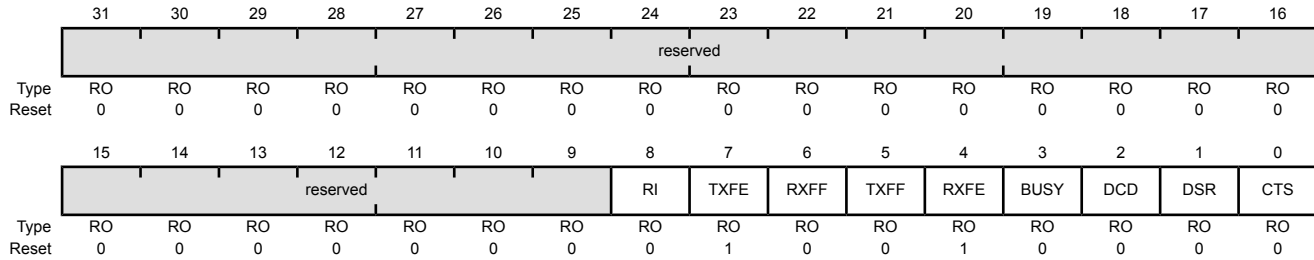 31 30 29 28 27 26 25 24 23 22 21 20 19 18 17 16
reserved
Type RO RO RO RO RO RO RO RO RO RO RO RO RO RO RO RO
Reset 0 0 0 0 0 0 0 0 0 0 0 0 0 0 0 0
15 14 13 12 11 10 9 8 7 6 5 4 3 2 1 0
reserved RI TXFE RXFF TXFF RXFE BUSY DCD DSR CTS
Type RO RO RO RO RO RO RO RO RO RO RO RO RO RO RO RO
Reset 0 0 0 0 0 0 0 0 1 0 0 1 0 0 0 0